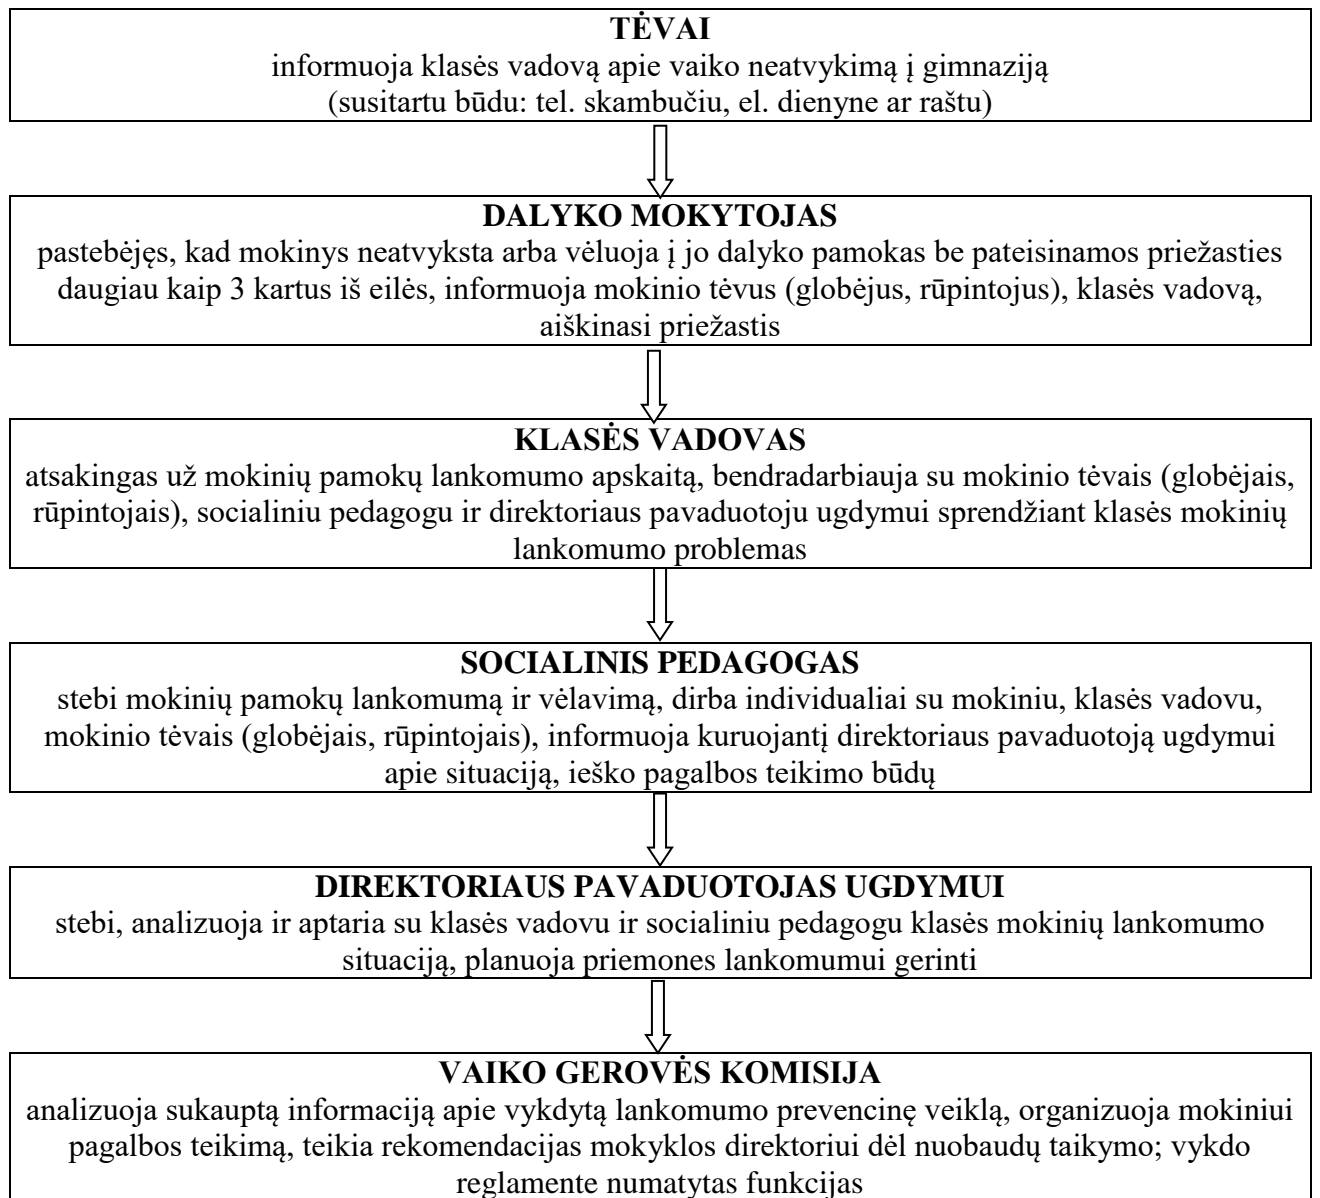 TĖVAI
informuoja klasės vadovą apie vaiko neatvykimą į gimnaziją
(susitartu būdu: tel. skambučiu, el. dienyne ar raštu)
DALYKO MOKYTOJAS
pastebėjęs, kad mokinys neatvyksta arba vėluoja į jo dalyko pamokas be pateisinamos priežasties
daugiau kaip 3 kartus iš eilės, informuoja mokinio tėvus (globėjus, rūpintojus), klasės vadovą,
aiškinasi priežastis
KLASĖS VADOVAS
atsakingas už mokinių pamokų lankomumo apskaitą, bendradarbiauja su mokinio tėvais (globėjais,
rūpintojais), socialiniu pedagogu ir direktoriaus pavaduotoju ugdymui sprendžiant klasės mokinių
lankomumo problemas
SOCIALINIS PEDAGOGAS
stebi mokinių pamokų lankomumą ir vėlavimą, dirba individualiai su mokiniu, klasės vadovu,
mokinio tėvais (globėjais, rūpintojais), informuoja kuruojantį direktoriaus pavaduotoją ugdymui
apie situaciją, ieško pagalbos teikimo būdų
DIREKTORIAUS PAVADUOTOJAS UGDYMUI
stebi, analizuoja ir aptaria su klasės vadovu ir socialiniu pedagogu klasės mokinių lankomumo
situaciją, planuoja priemones lankomumui gerinti
VAIKO GEROVĖS KOMISIJA
analizuoja sukauptą informaciją apie vykdytą lankomumo prevencinę veiklą, organizuoja mokiniui
pagalbos teikimą, teikia rekomendacijas mokyklos direktoriui dėl nuobaudų taikymo; vykdo
reglamente numatytas funkcijas